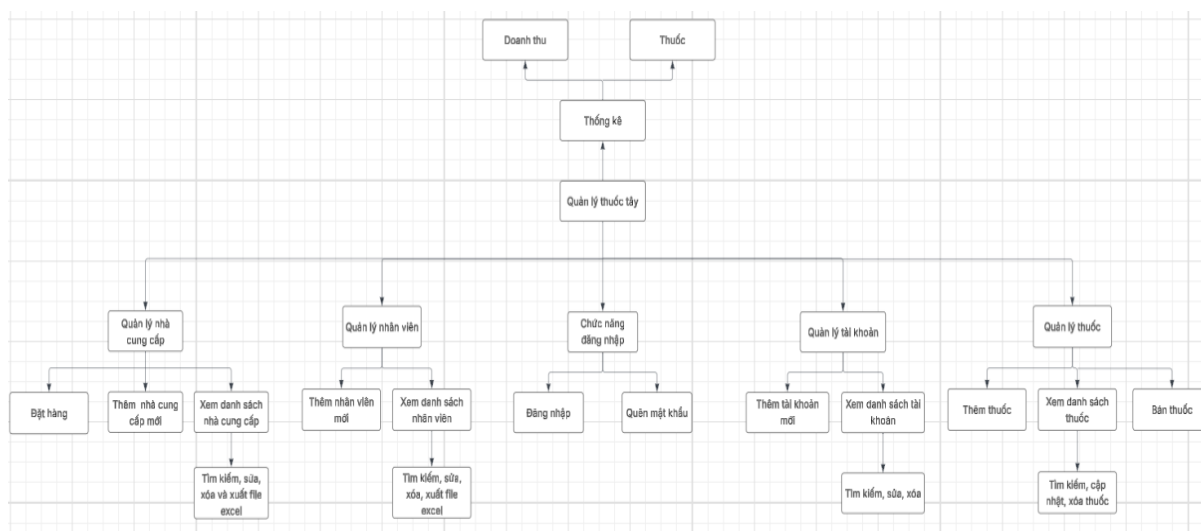 Doanh thu
Thuốc
Thống kê
Quản lý thuốc tây
Quản lý nhà
cung cấp
Quản lý nhân viên
Chức năng
đăng nhập
Quản lý tài khoản
Quản lý thuốc
Đặt hàng
Thêm nhà cung
cấp mới
Xem danh sách
nhà cung cấp
Thêm nhân viên
mới
Xem danh sách
nhân viên
Đăng nhập
Quên mật khẩu
Thêm tài khoản
mới
Xem danh sách tài
khoản
Thêm thuốc
Xem danh sách
thuốc
Bán thuốc
Tìm kiếm, sửa,
xóa và xuất file
excel
Tìm kiếm, sửa,
xóa, xuất file
excel
Tìm kiếm, sửa, xóa
Tìm kiếm, cập
nhật, xóa thuốc